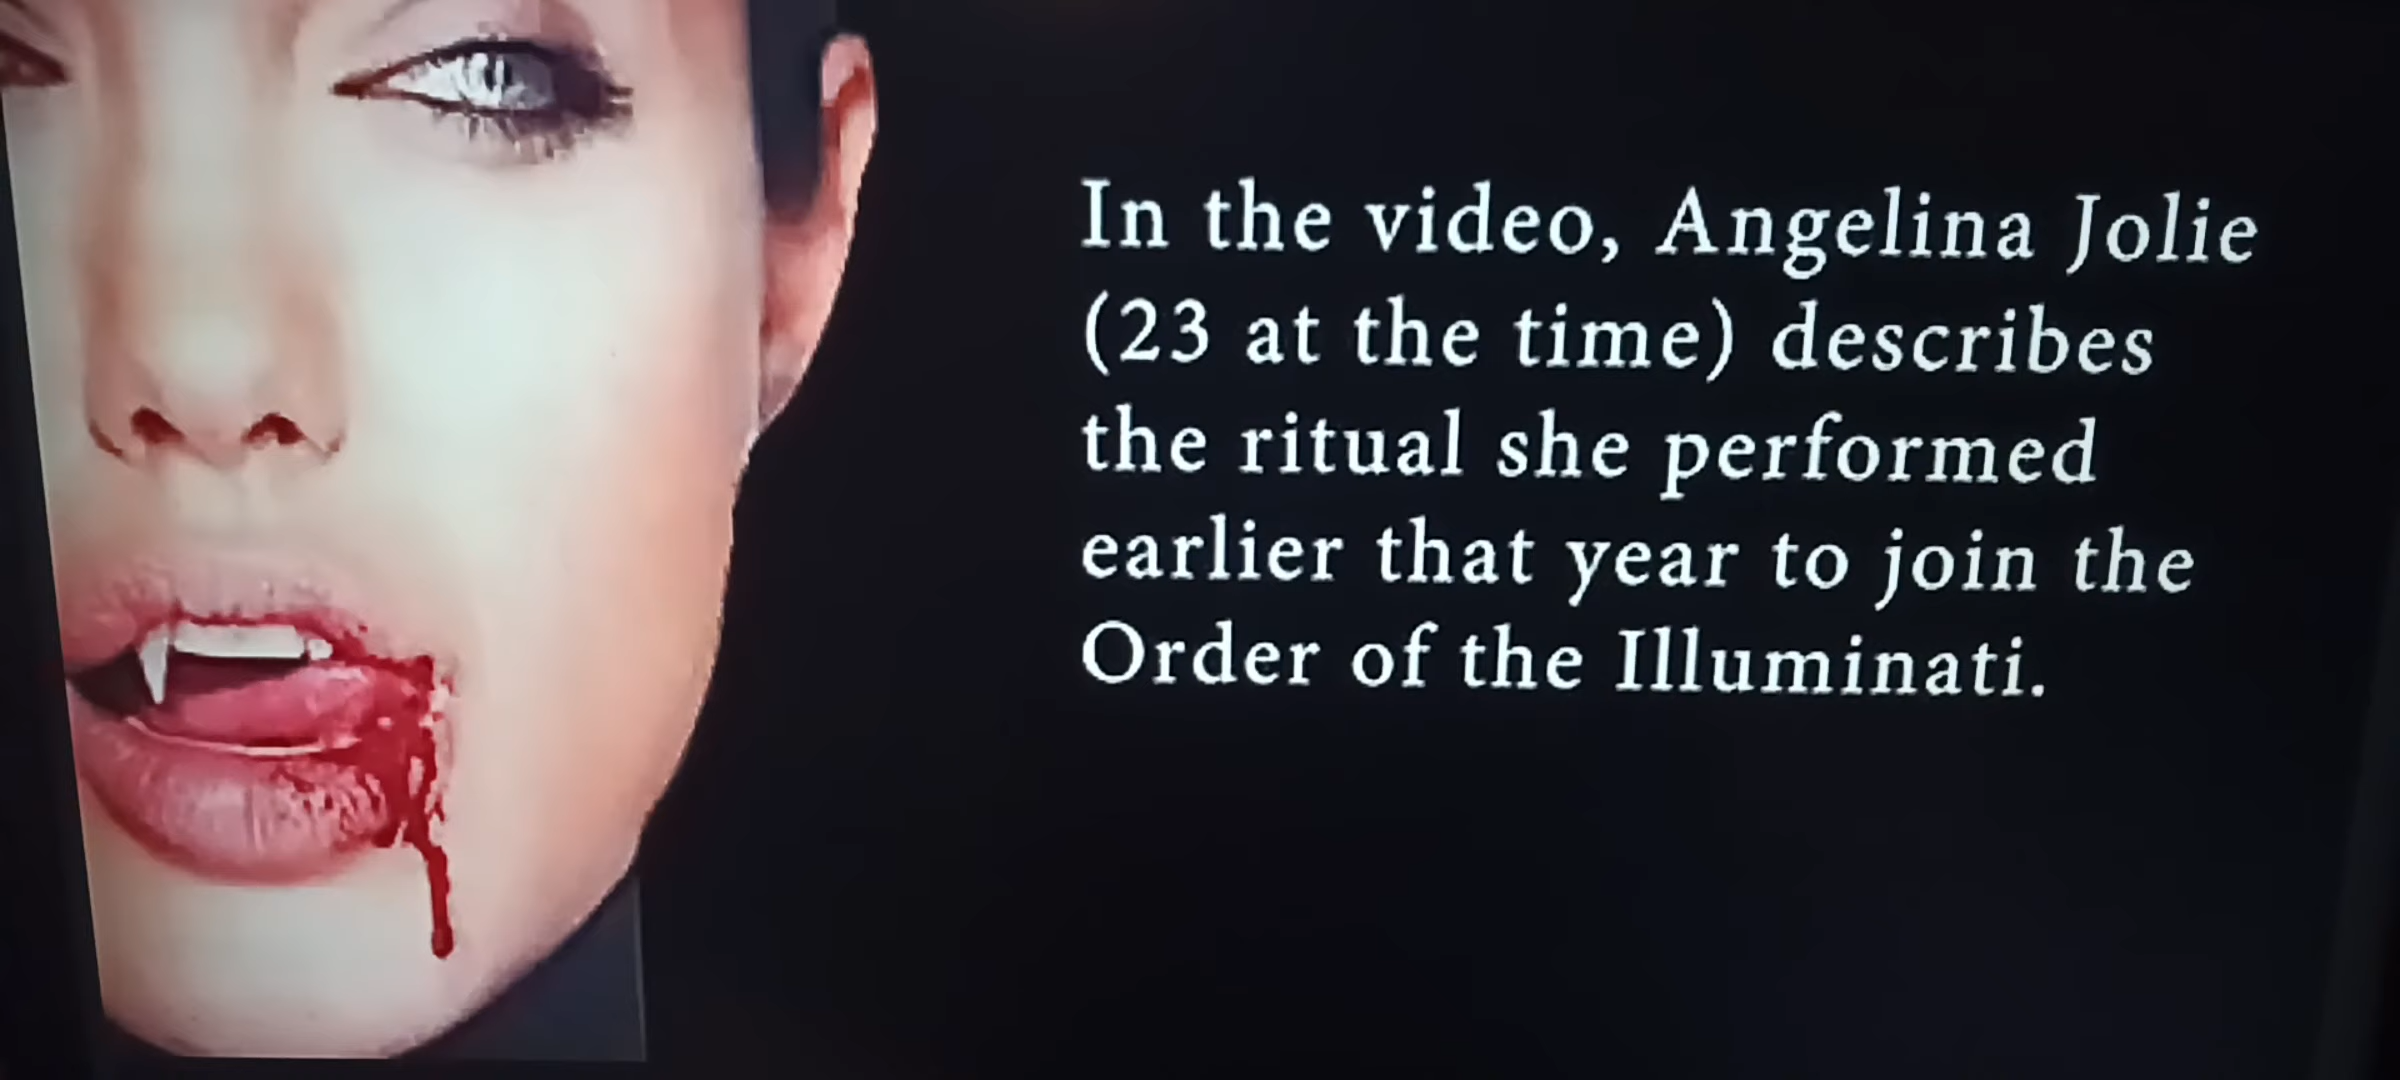 In the video, Angelina Jolie
(23 at the time) describes
the ritual she performed
earlier that year to join the
Order of the Illuminati.